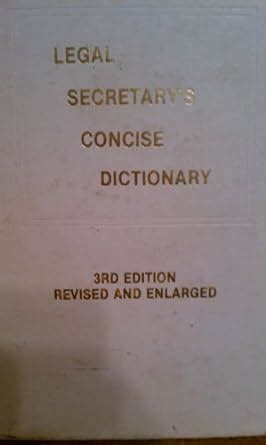 LEGAL
SECRETARY'S
CONCISE
DICTIONARY
3RD EDITION
REVISED AND ENLARGED